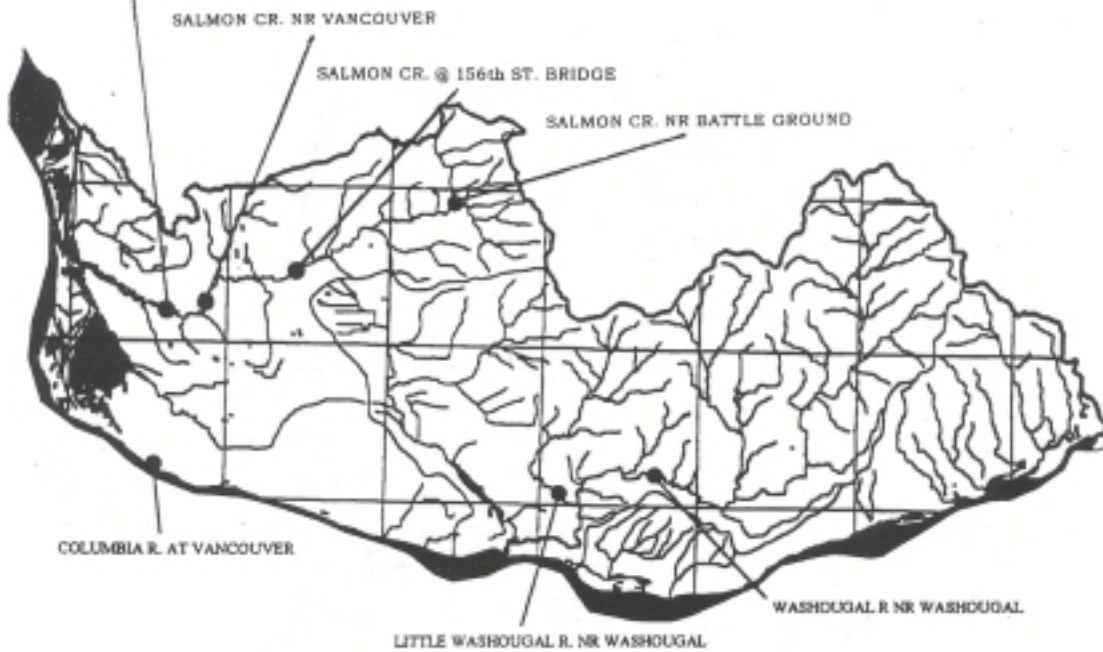 SALMON CR. NR VANCOUVER
SALMON CR. @ 156th ST. BRIDGE
SALMON CR. NR BATTLE GROUND
COLUMBIA R. AT VANCOUVER
WASHOUGAL R NR WASHOUGAL
LITTLE WASHOUGAL R. NR WASHOUGAL